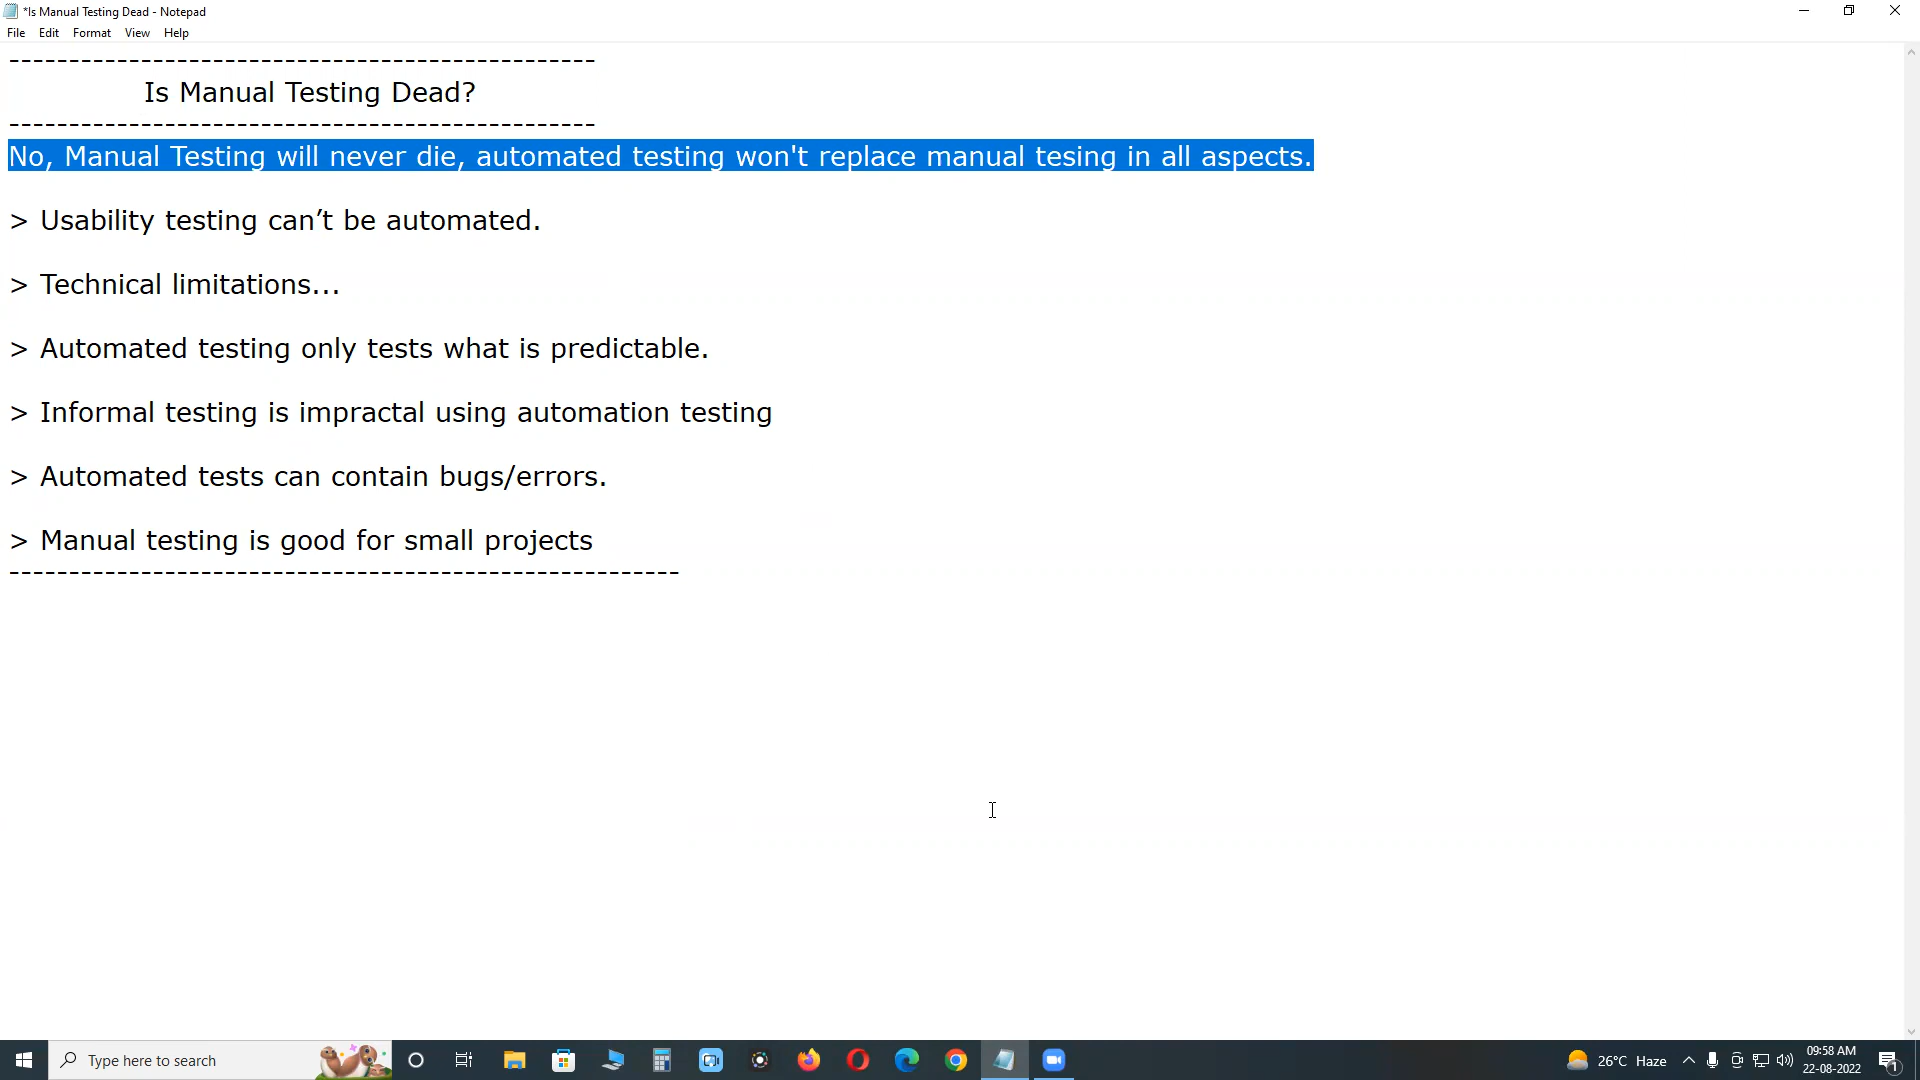 *Is Manual Testing Dead - Notepad
File Edit Format View Help
-------------------------------------------------
Is Manual Testing Dead?
-------------------------------------------------
No, Manual Testing will never die, automated testing won't replace manual tesing in all aspects.
> Usability testing can’t be automated.
> Technical limitations...
> Automated testing only tests what is predictable.
> Informal testing is impractal using automation testing
> Automated tests can contain bugs/errors.
> Manual testing is good for small projects
--------------------------------------------------------
Type here to search
26°C Haze
09:58 AM
22-08-2022
1